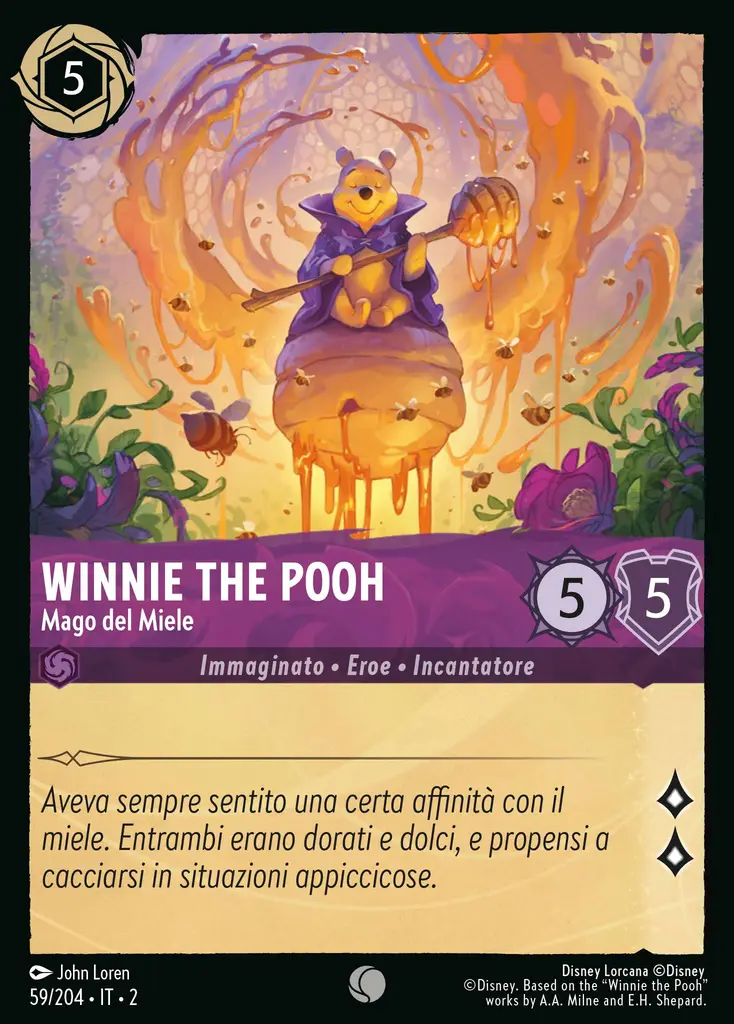 5
WINNIE THE POOH
Mago del Miele
5
5
Immaginato • Eroe • Incantatore
Aveva sempre sentito una certa affinità con il
miele. Entrambi erano dorati e dolci, e propensi a
cacciarsi in situazioni appiccicose.
John Loren
59/204 • IT • 2
Disney Lorcana ©Disney
©Disney. Based on the “Winnie the Pooh”
works by A.A. Milne and E.H. Shepard.